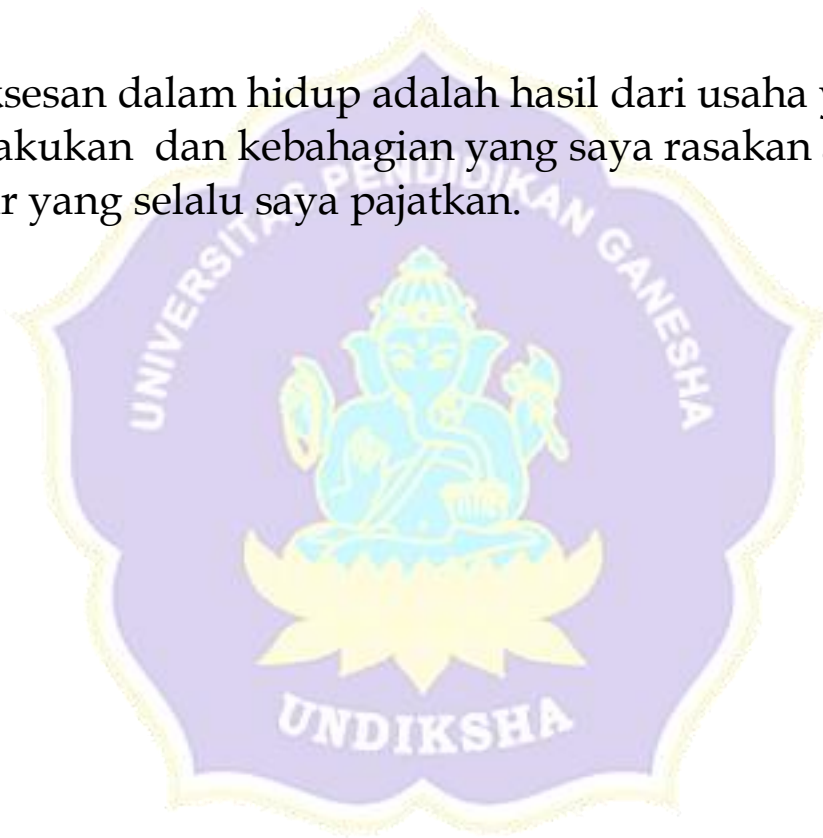 sesan dalam hidup adalah hasil dari usaha
akukan dan kebahagian yang saya rasakan
r yang selalu saya pajatkan.
UNIVERSITAS PENDIDIKAN GANESHA
UNDIKSHA